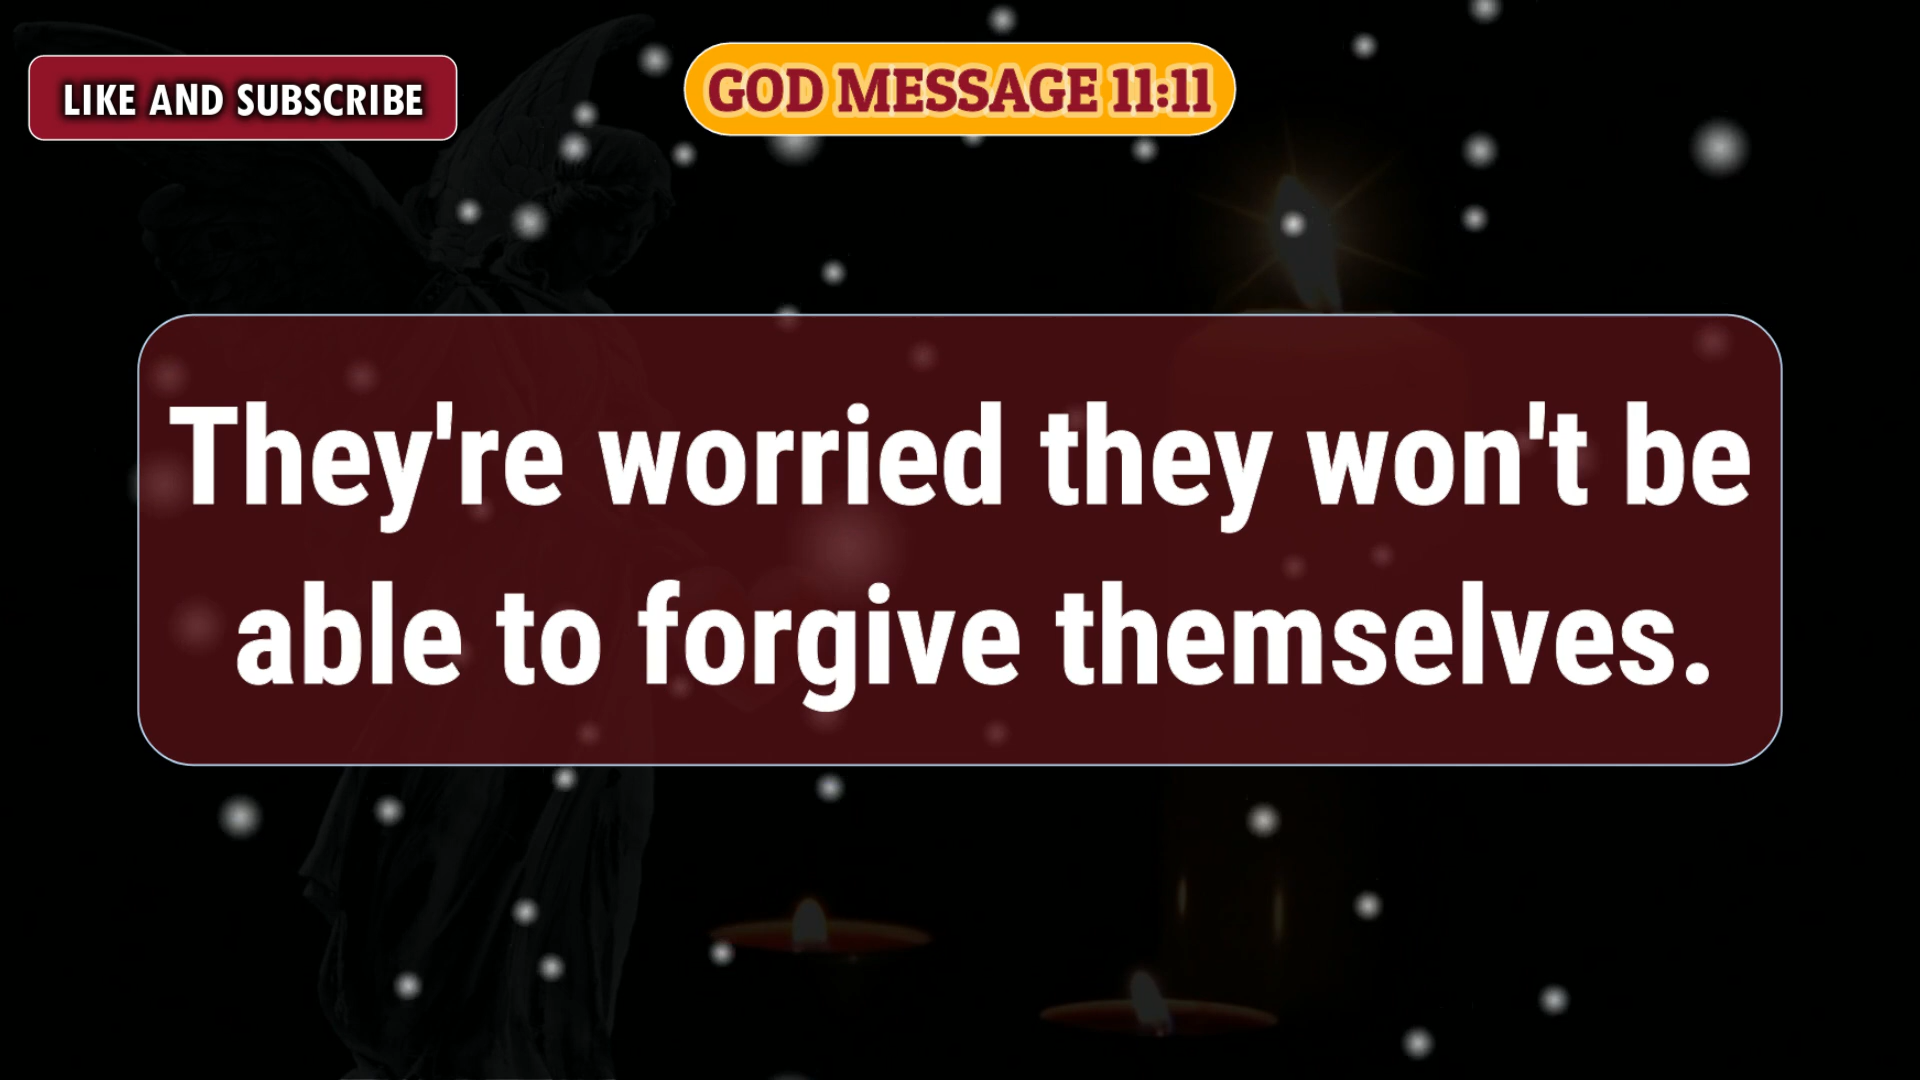 LIKE AND SUBSCRIBE
GOD MESSAGE 11:11
They're worried they won't be
able to forgive themselves.